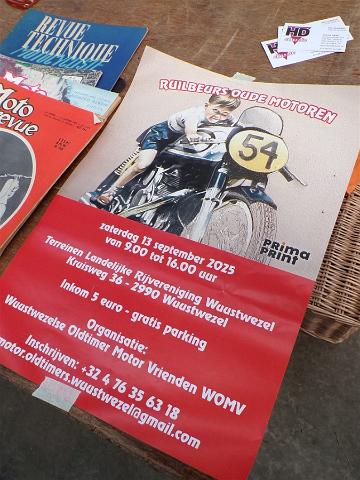 REVUE
TECHNIQUE
Moto
Revue
HD
RUILBEURS OUDE MOTOREN
54
PRIMA
PRINT
zaterdag 13 september 2025
van 9.00 tot 16.00 uur
Terreinen Landelijke Rijvereniging Wuustwezel
Kruisweg 36 - 2990 Wuustwezel
Inkom 5 euro - gratis parking
Organisatie:
Wuustwezelse Oldtimer Motor Vrienden WOMV
Inschrijven: +32 4 76 35 63 18
motor.oldtimers.wuustwezel@gmail.com